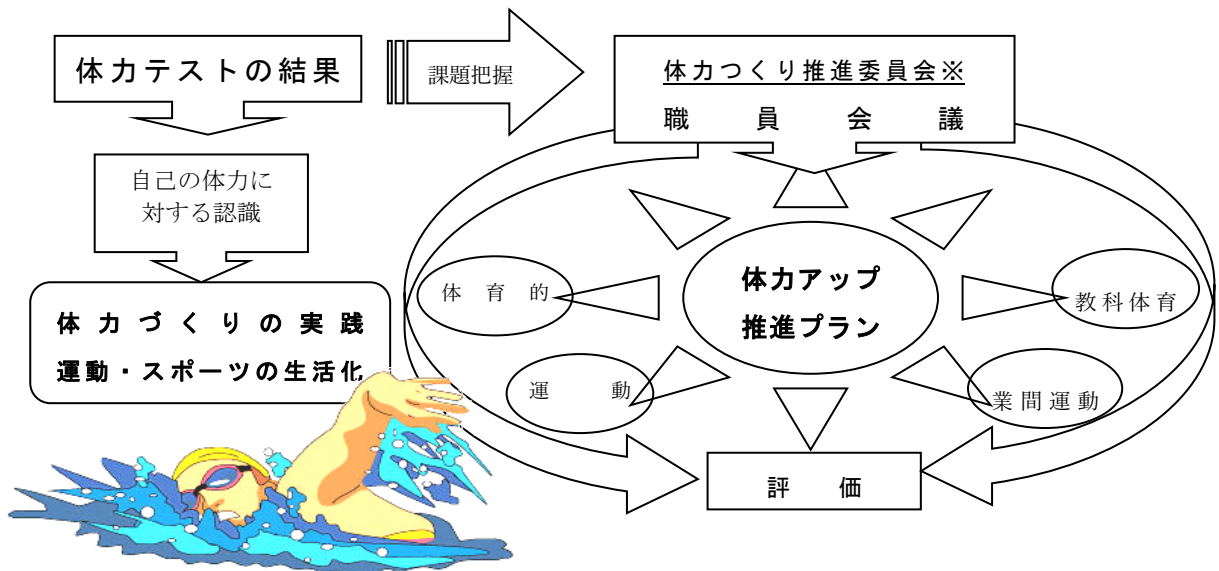 体力テストの結果
課題把握
体力つくり推進委員会※
職員会議
自己の体力に
対する認識
体力づくりの実践
運動・スポーツの生活化
体力アップ
推進プラン
体育的
教科体育
運動
業間運動
評価